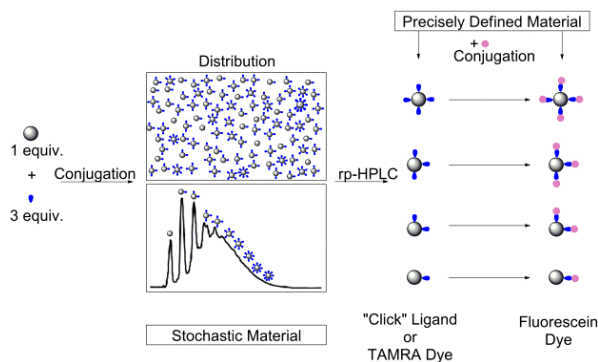 Precisely Defined Material
+
Conjugation
Distribution
1 equiv.
+
3 equiv.
Conjugation
rp-HPLC
Stochastic Material
"Click" Ligand
or
TAMRA Dye
Fluorescein
Dye